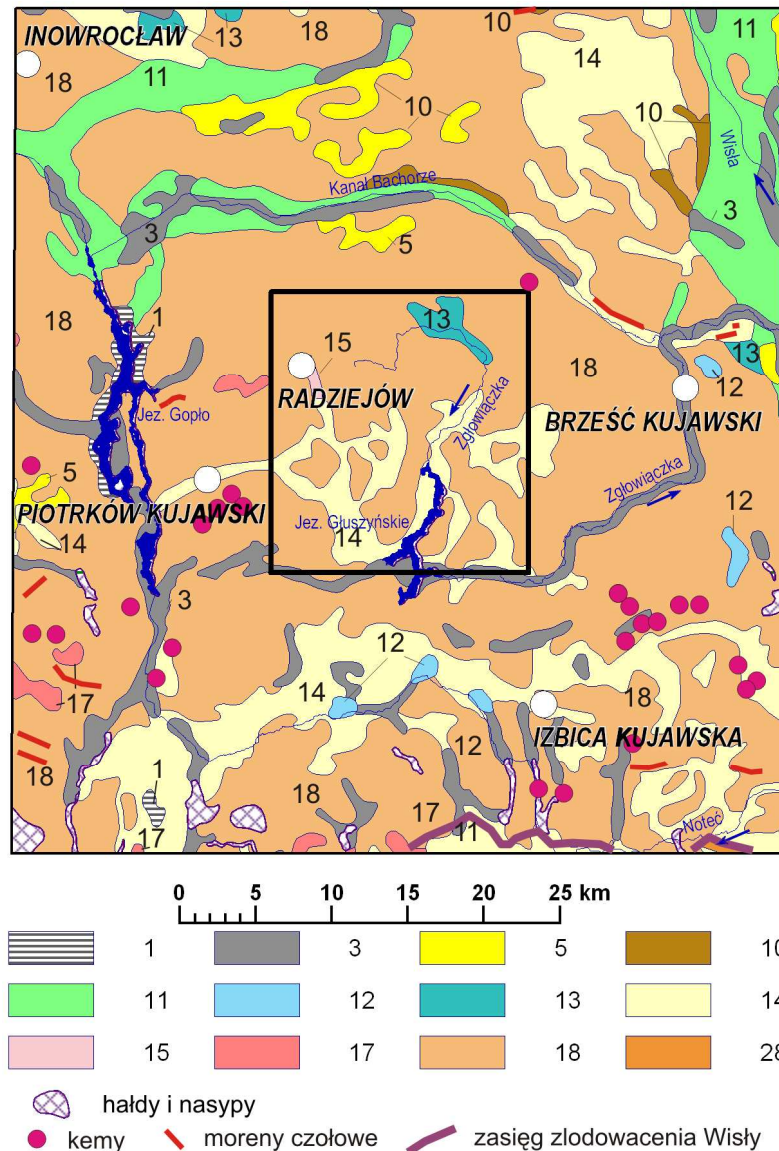 INOWROCŁAW
13
18
10
14
11
18
11
10
10
Wisła
Kanał Bachorze
3
3
5
18
1
13
15
18
13
12
RADZIEJÓW
BRZEŚĆ KUJAWSKI
Jez. Gopło
Zgłowiączka
Zgłowiączka
5
PIOTRKÓW KUJAWSKI
Jez. Głuszyńskie
12
14
14
3
12
17
14
18
IZBICA KUJAWSKA
12
18
1
18
17
17
11
Noteć
0 5 10 15 20 25 km
1 3 5 10
11 12 13 14
15 17 18 28
hałdy i nasypy
kemy moreny czołowe zasięg zlodowacenia Wisły